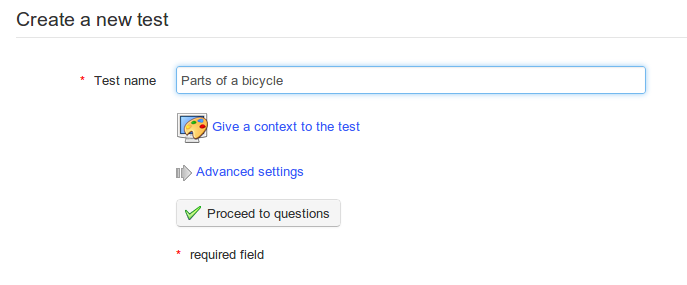 Create a new test
* Test name Parts of a bicycle
Give a context to the test
Advanced settings
Proceed to questions
* required field